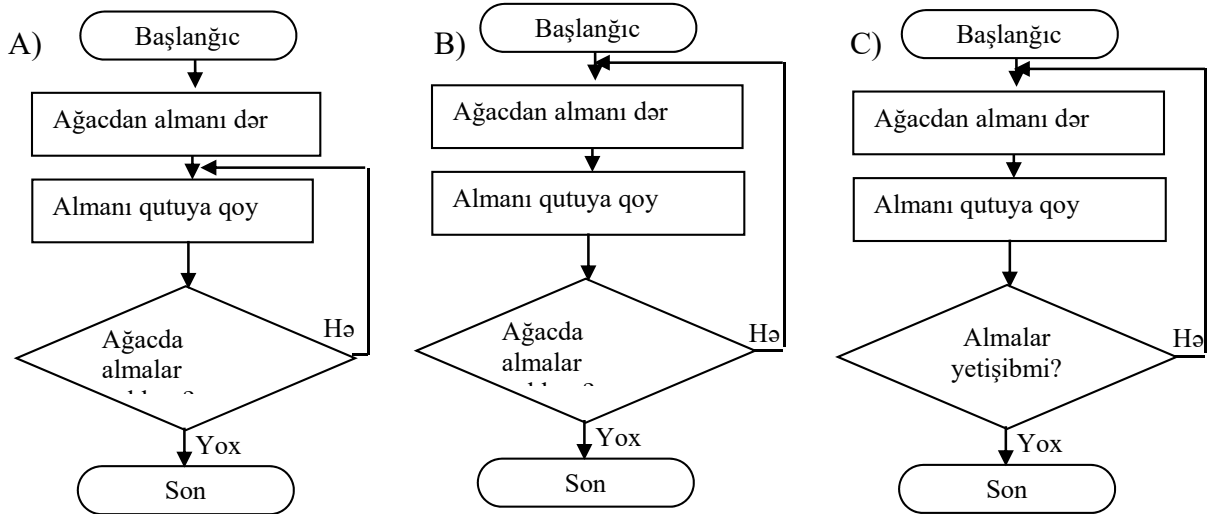 A)
Başlanğıc
Ağacdan almanı dər
Almanı qutuya qoy
Ağacda
almalar
Hə
Yox
Son
B)
Başlanğıc
Ağacdan almanı dər
Almanı qutuya qoy
Ağacda
almalar
Hə
Yox
Son
C)
Başlanğıc
Ağacdan almanı dər
Almanı qutuya qoy
Almalar
yetişibmi?
Hə
Yox
Son